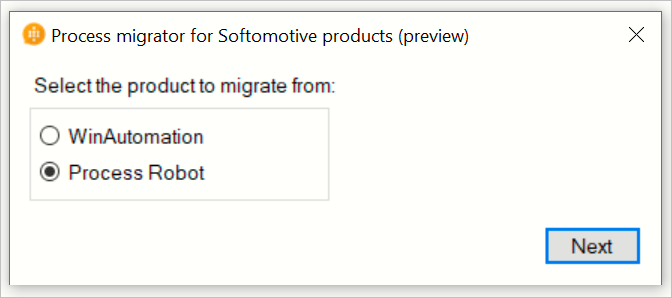 Process migrator for Softomotive products (preview)
Select the product to migrate from:
WinAutomation
Process Robot
Next